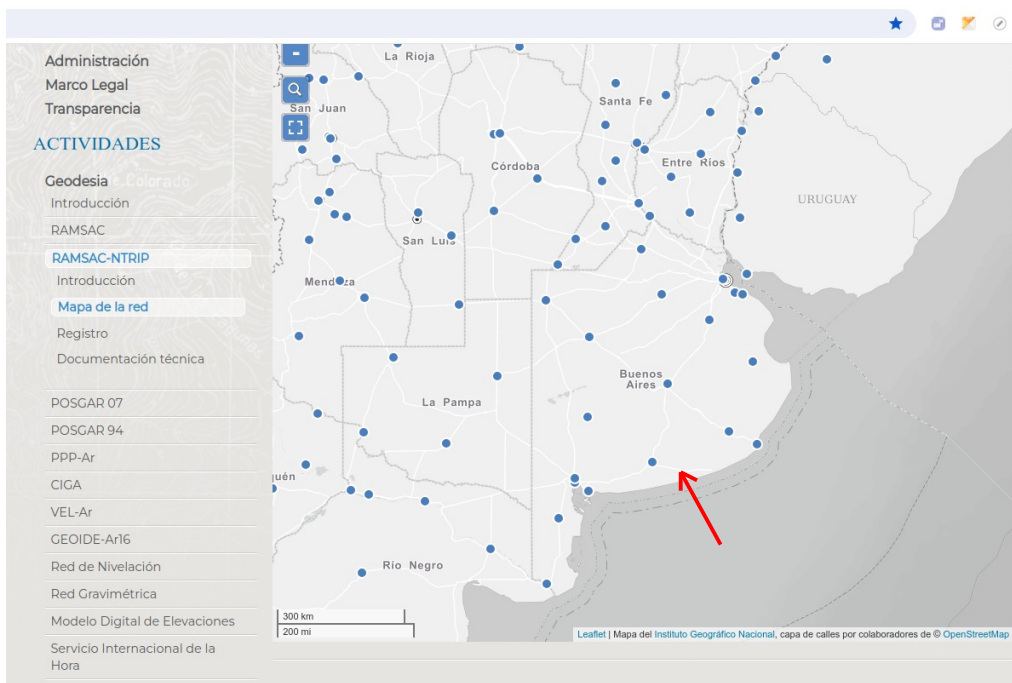 Administración
Marco Legal
Transparencia
ACTIVIDADES
Geodesia
Introducción
RAMSAC
RAMSAC-NTRIP
Introducción
Mapa de la red
Registro
Documentación técnica
POSGAR 07
POSGAR 94
PPP-Ar
CIGA
VEL-Ar
GEOIDE-Ar16
Red de Nivelación
Red Gravimétrica
Modelo Digital de Elevaciones
Servicio Internacional de la
Hora
-
La Rioja
San Juan
Santa Fe
Córdoba
Entre Ríos
URUGUAY
San Luis
Mendoza
Buenos
Aires
La Pampa
uén
Río Negro
300 km
200 mi
Leaflet | Mapa del Instituto Geográfico Nacional, capa de calles por colaboradores de © OpenStreetMap